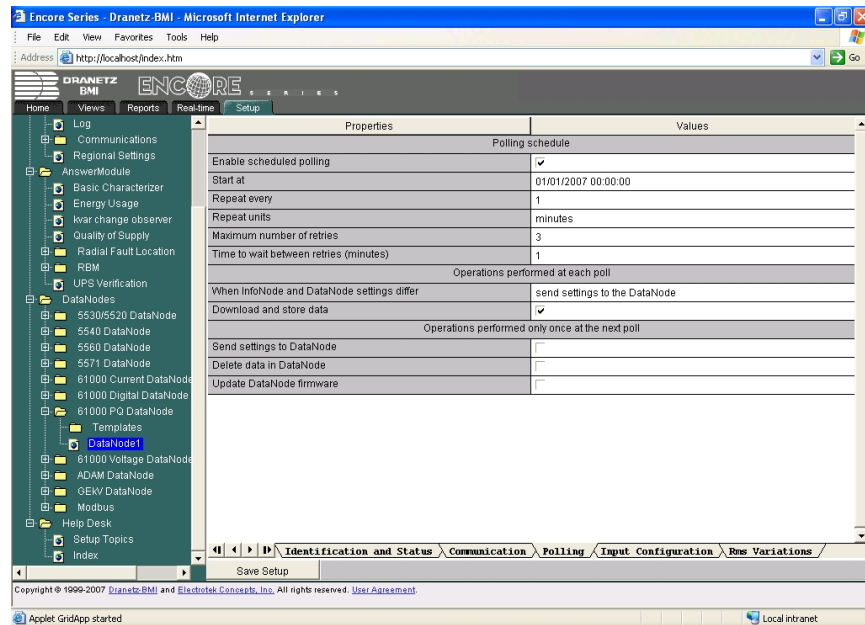 Encore Series - Dranetz-BMI - Microsoft Internet Explorer
File Edit View Favorites Tools Help
Address http://localhost/index.htm Go
DRANETZ BMI ENCORE SERIES
Home Views Reports Real-time Setup
Log
Communications
Regional Settings
AnswerModule
Basic Characterizer
Energy Usage
kvar change observer
Quality of Supply
Radial Fault Location
RBM
UPS Verification
DataNodes
5530/5520 DataNode
5540 DataNode
5560 DataNode
5571 DataNode
61000 Current DataNode
61000 Digital DataNode
61000 PQ DataNode
Templates
DataNode1
61000 Voltage DataNode
ADAM DataNode
GEkV DataNode
Modbus
Help Desk
Setup Topics
Index
Properties Values
Polling schedule
Enable scheduled polling
Start at 01/01/2007 00:00:00
Repeat every 1
Repeat units minutes
Maximum number of retries 3
Time to wait between retries (minutes) 1
Operations performed at each poll
When InfoNode and DataNode settings differ send settings to the DataNode
Download and store data
Operations performed only once at the next poll
Send settings to DataNode
Delete data in DataNode
Update DataNode firmware
Identification and Status Communication Polling Input Configuration Rms Variations
Save Setup
Copyright © 1999-2007 Dranetz-BMI and Electrotek Concepts, Inc. All rights reserved. User Agreement.
Applet GridApp started Local intranet